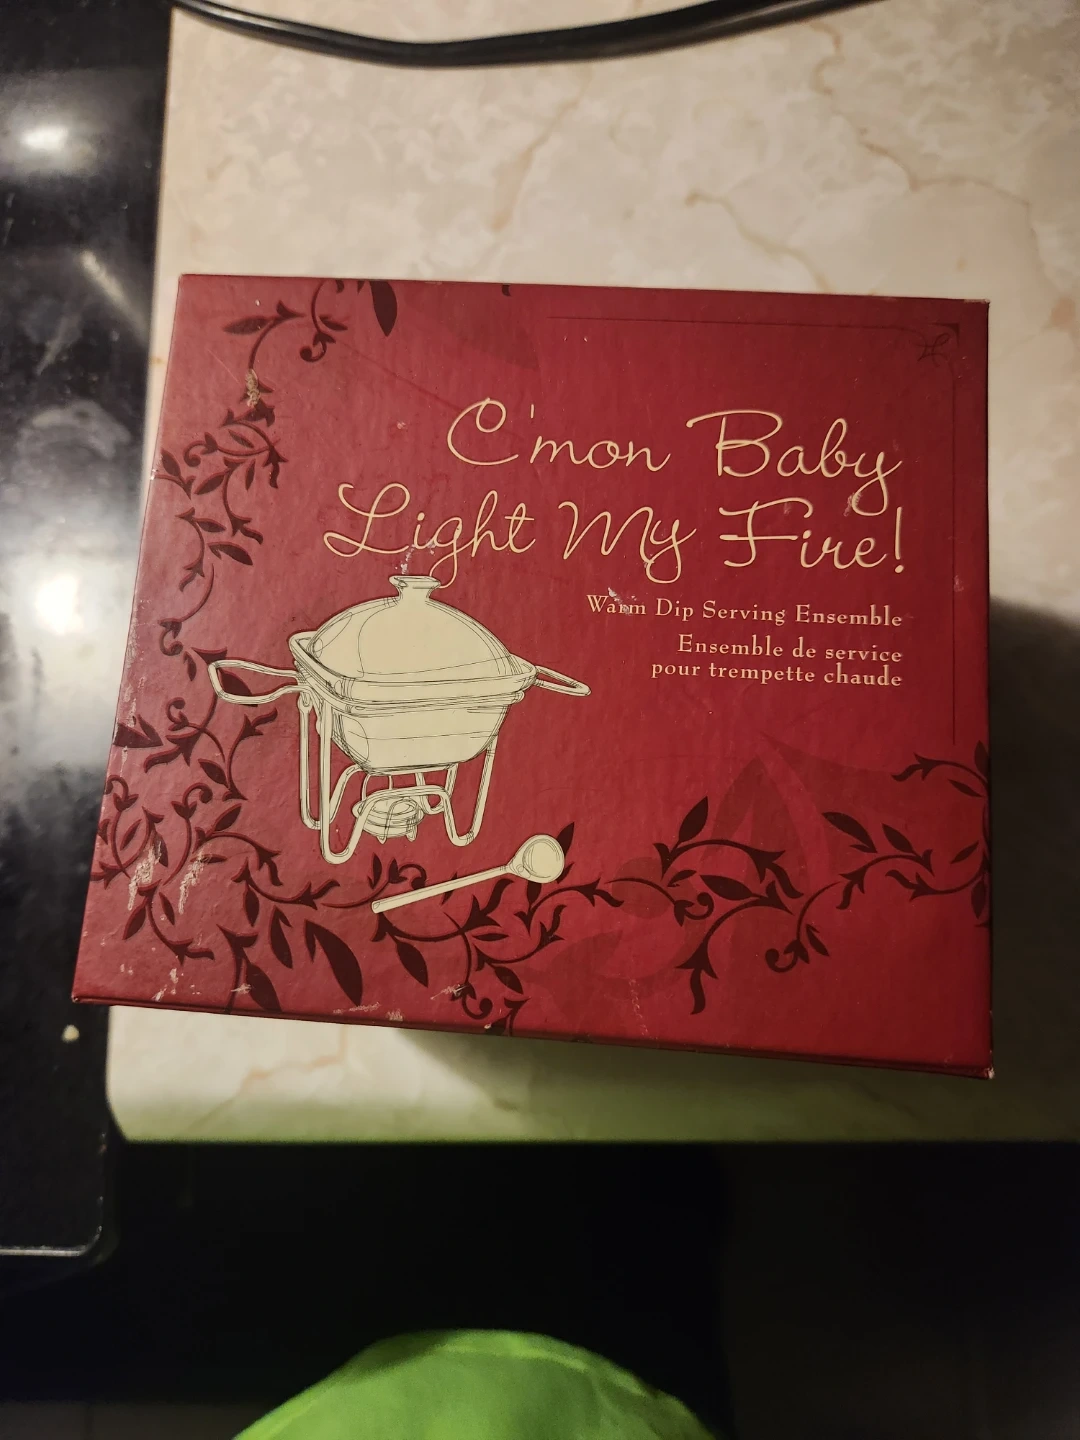 C'mon Baby
Light My Fire!
Warm Dip Serving Ensemble
Ensemble de service
pour trempette chaude